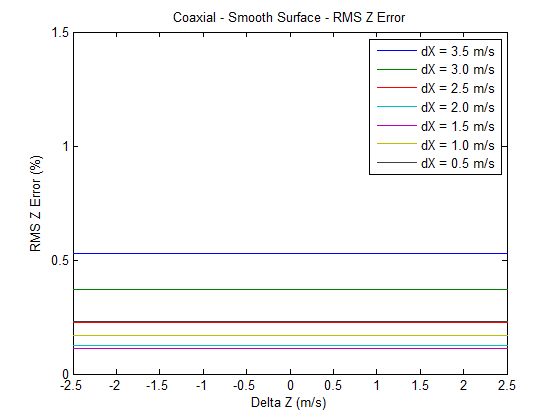 Coaxial - Smooth Surface - RMS Z Error
1.5
1
0.5
0
RMS Z Error (%)
dX = 3.5 m/s
dX = 3.0 m/s
dX = 2.5 m/s
dX = 2.0 m/s
dX = 1.5 m/s
dX = 1.0 m/s
dX = 0.5 m/s
-2.5 -2 -1.5 -1 -0.5 0 0.5 1 1.5 2 2.5
Delta Z (m/s)